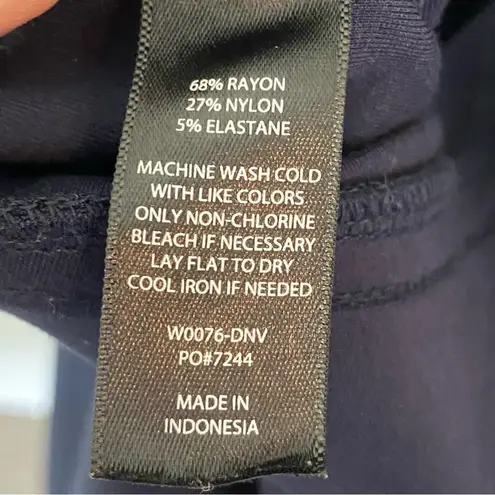 68% RAYON
27% NYLON
5% ELASTANE
MACHINE WASH COLD
WITH LIKE COLORS
ONLY NON-CHLORINE
BLEACH IF NECESSARY
LAY FLAT TO DRY
COOL IRON IF NEEDED
W0076-DNV
PO#7244
MADE IN
INDONESIA